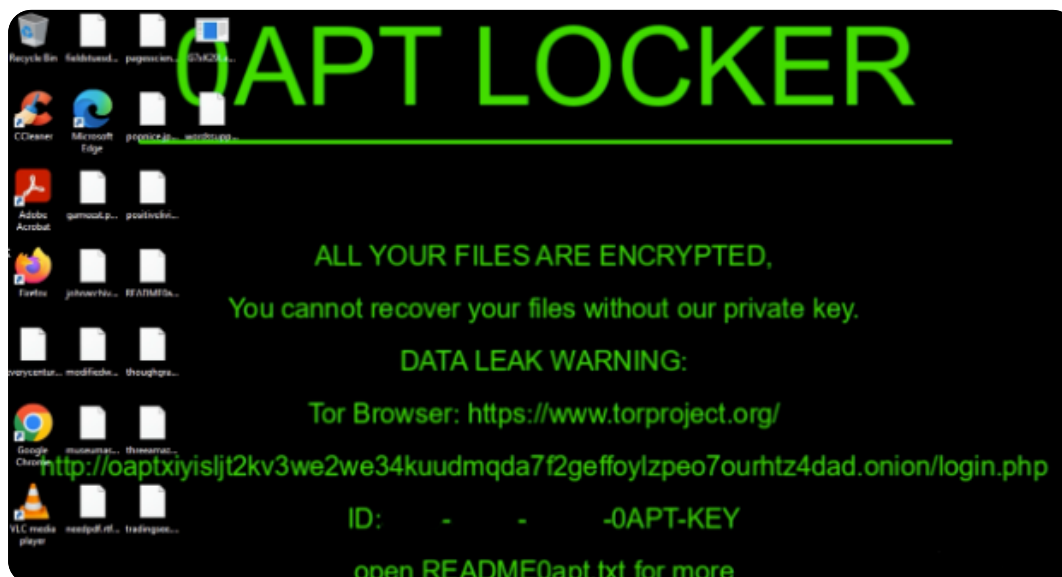 0APT LOCKER
Recycle Bin
CCleaner
Microsoft
Edge
Adobe
Acrobat
Firefox
Google
Chrome
VLC media
player
ALL YOUR FILES ARE ENCRYPTED,
You cannot recover your files without our private key.
DATA LEAK WARNING:
Tor Browser: https://www.torproject.org/
http://oaptxiyisljt2kv3we2we34kuudmqda7f2geffoylzpeo7ourhtz4dad.onion/login.php
ID: - - -0APT-KEY
open README0apt.txt for more